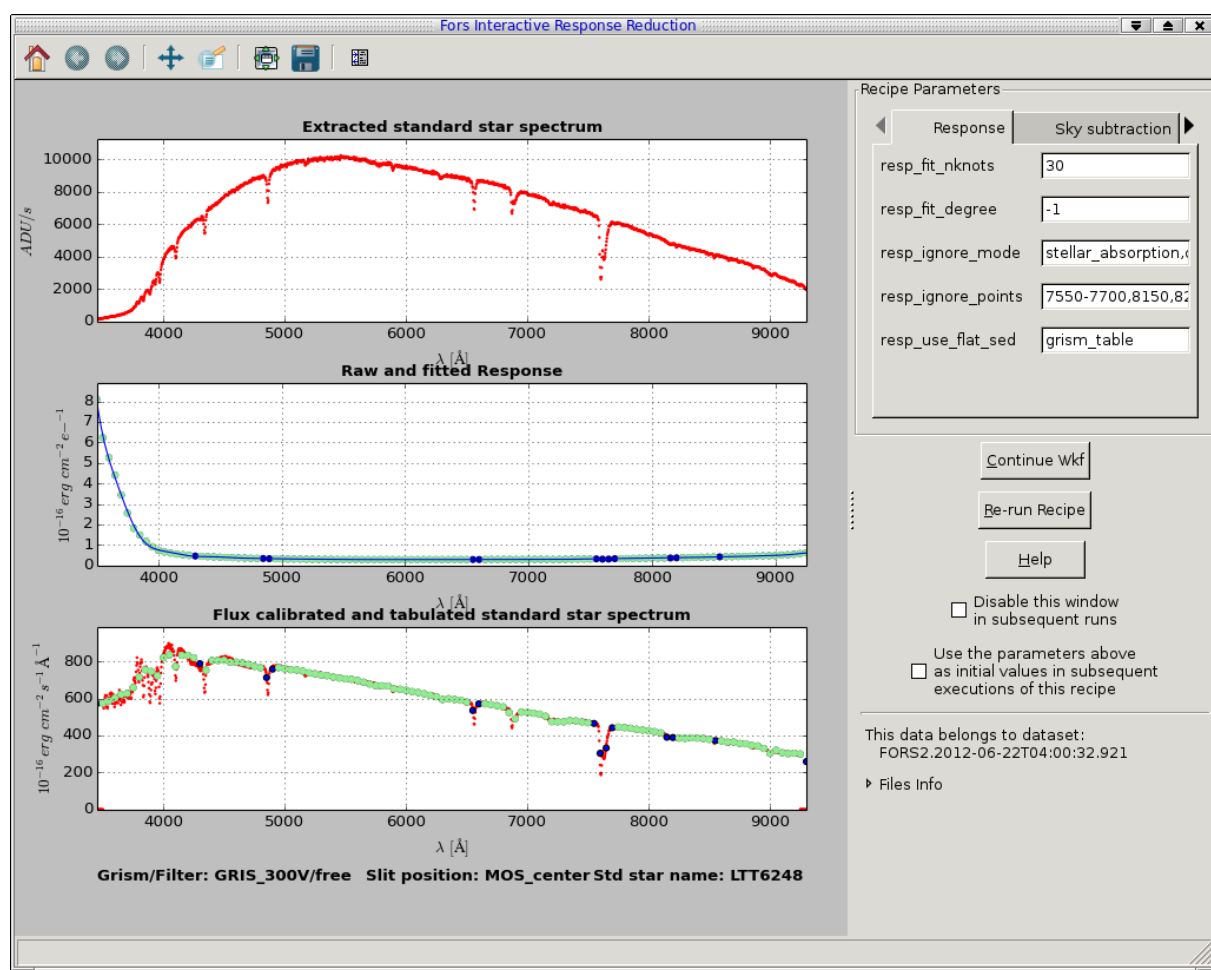 Fors Interactive Response Reduction
Extracted standard star spectrum
ADU/s
10000
8000
6000
4000
2000
0
4000 5000 6000 7000 8000 9000
λ [Å]
Raw and fitted Response
10⁻¹⁶ erg cm⁻² e−⁻¹
8
7
6
5
4
3
2
1
0
4000 5000 6000 7000 8000 9000
λ [Å]
Flux calibrated and tabulated standard star spectrum
10⁻¹⁶ erg cm⁻² s⁻¹ Å⁻¹
800
600
400
200
0
4000 5000 6000 7000 8000 9000
λ [Å]
Grism/Filter: GRIS_300V/free Slit position: MOS_center Std star name: LTT6248
Recipe Parameters
Response Sky subtraction
resp_fit_nknots 30
resp_fit_degree -1
resp_ignore_mode stellar_absorption,
resp_ignore_points 7550-7700,8150,82
resp_use_flat_sed grism_table
Continue Wkf
Re-run Recipe
Help
Disable this window
in subsequent runs
Use the parameters above
as initial values in subsequent
executions of this recipe
This data belongs to dataset:
FORS2.2012-06-22T04:00:32.921
Files Info